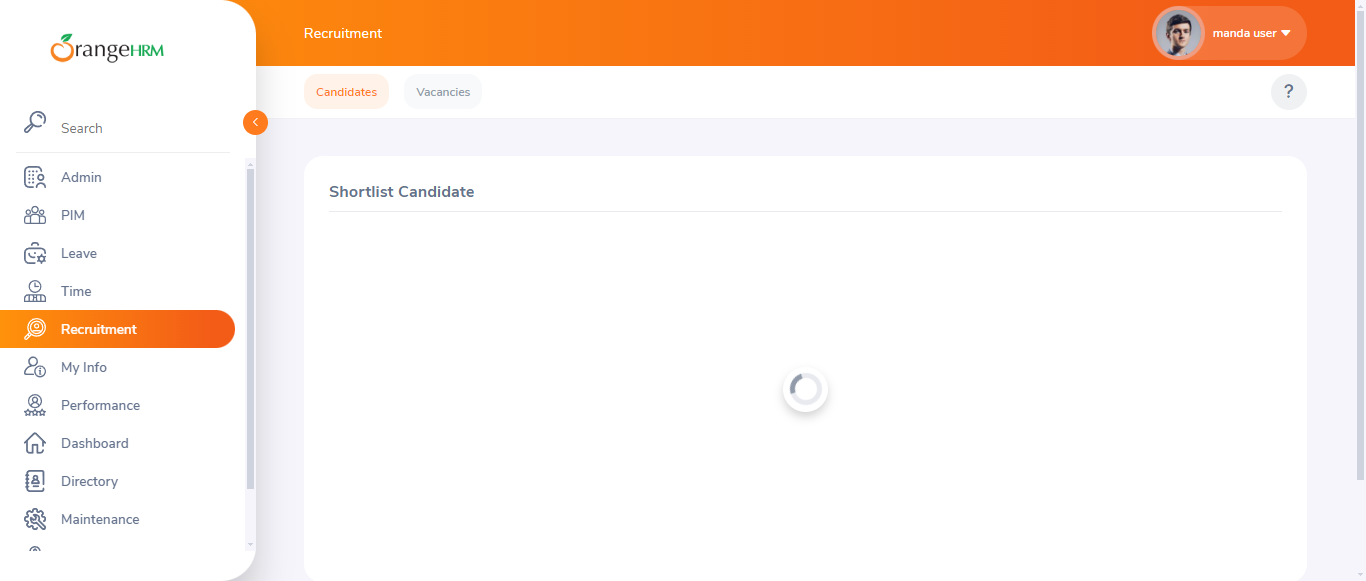 OrangeHRM
Recruitment
manda user
Candidates
Vacancies
?
Search
Admin
PIM
Leave
Time
Recruitment
My Info
Performance
Dashboard
Directory
Maintenance
Shortlist Candidate